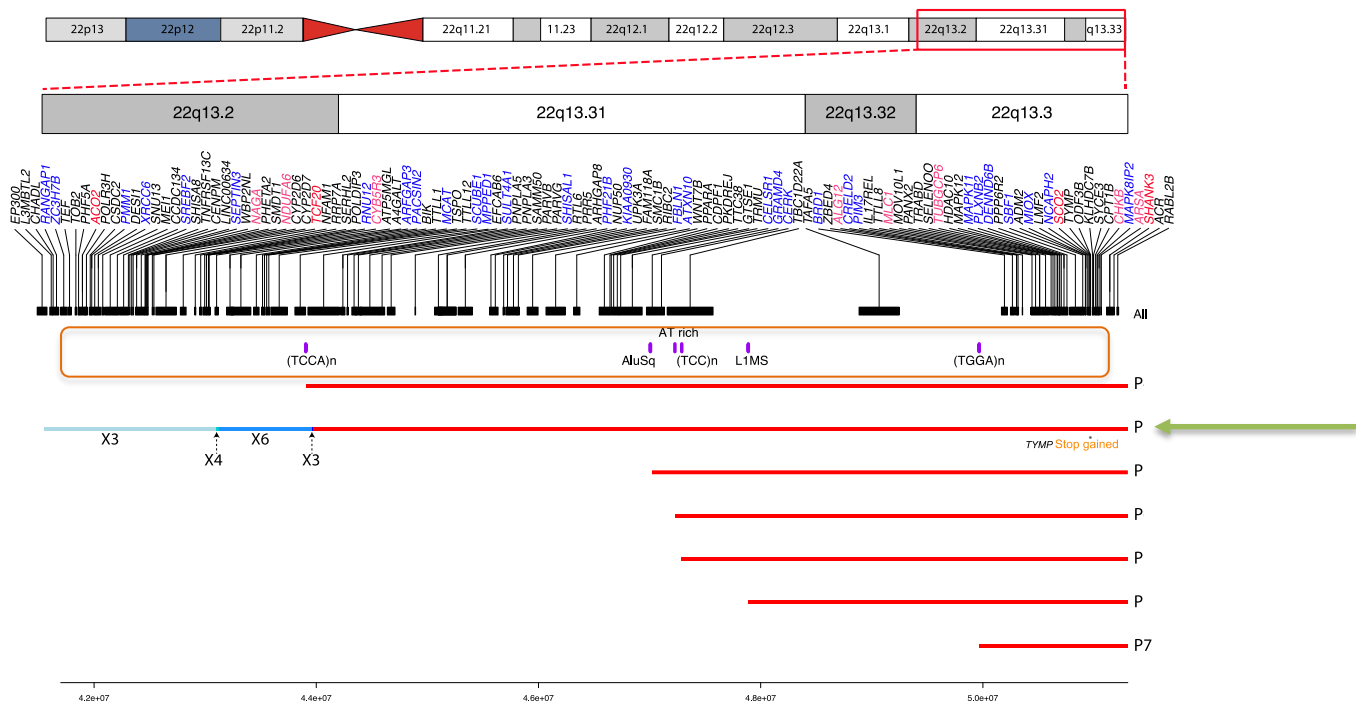 22p13
22p12
22p11.2
22q11.21
11.23
22q12.1
22q12.2
22q12.3
22q13.1
22q13.2
22q13.31
q13.33
22q13.2
22q13.31
22q13.32
22q13.3
EP300
L3MBTL2
CHADL
RANGAP1
ZC3H7B
TEF
TOB2
PHF5A
ACO2
POLR3H
CSDC2
PMM1
DESI1
XRCC6
SNU13
MEI1
CCDC134
SREBF2
SHISA8
TNFRSF13C
CENPM
LINC00634
SEPTIN3
WBP2NL
NAGA
PHETA2
SMDT1
NDUFA6
CYP2D6
CYP2D7
TCF20
NFAM1
RRP7A
SERHL2
POLDIP3
RNU12
CYB5R3
ATP5MGL
A4GALT
ARFGAP3
PACSIN2
BIK
TTLL1
MCAT
TSPO
TTLL12
SCUBE1
MPPED1
EFCAB6
SULT4A1
PNPLA5
PNPLA3
SAMM50
PARVB
PARVG
SHISAL1
RTL6
PRR5
ARHGAP8
PHF21B
NUP50
KIAA0930
UPK3A
FAM118A
SMC1B
RIBC2
FBLN1
ATXN10
WNT7B
PPARA
CDPF1
PKDREJ
TTC38
GTSE1
TRMU
CELSR1
GRAMD4
CERK
TBC1D22A
TAFA5
BRD1
ZBED4
ALG12
CRELD2
PIM3
IL17REL
TTLL8
MLC1
MOV10L1
PANX2
TRABD
SELENOO
TUBGCP6
HDAC10
MAPK12
MAPK11
PLXNB2
DENND6B
PPP6R2
SBF1
ADM2
MIOX
LMF2
NCAPH2
SCO2
TYMP
ODF3B
KLHDC7B
SYCE3
CPT1B
CHKB
MAPK8IP2
ARSA
SHANK3
ACR
RABL2B
All
AT rich
(TCCA)n
AluSq
(TCC)n
L1MS
(TGGA)n
P
P
X3
X6
X4
X3
TYMP Stop gained
P
P
P
P
P7
4.2e+07
4.4e+07
4.6e+07
4.8e+07
5.0e+07